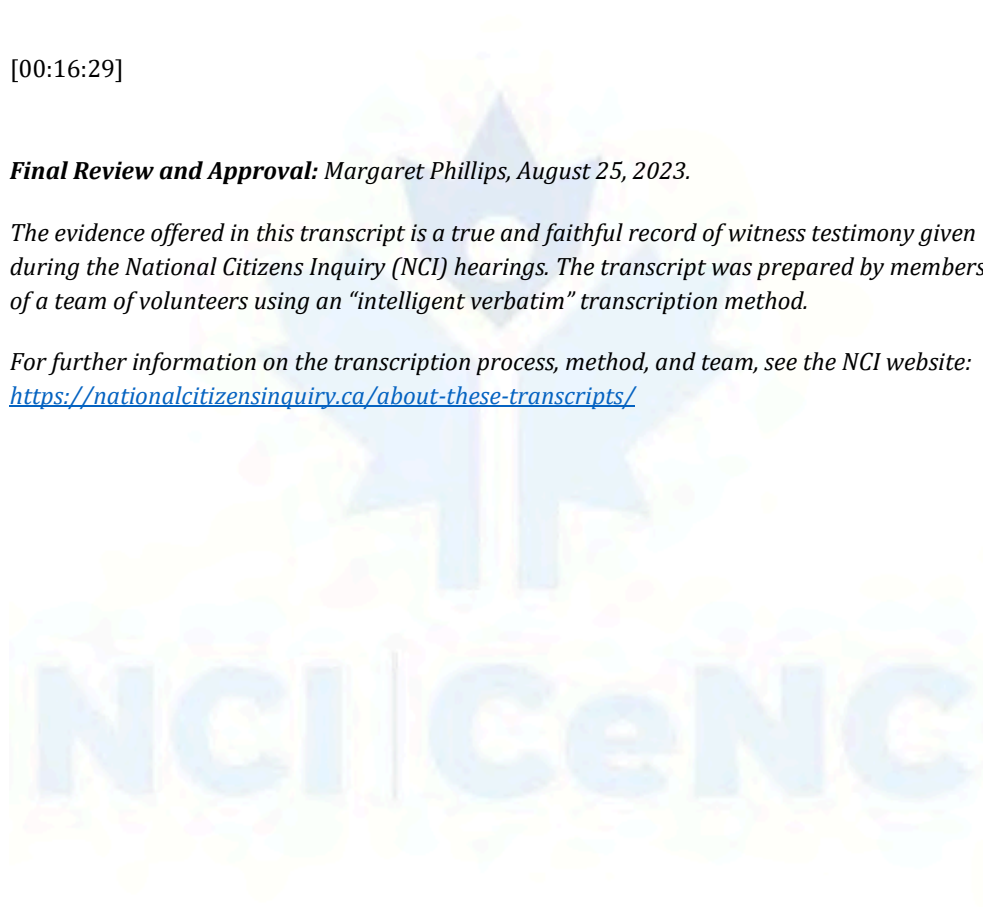 [00:16:29]
Final Review and Approval: Margaret Phillips, August 25, 2023.
The evidence offered in this transcript is a true and faithful record of witness testimony given
during the National Citizens Inquiry (NCI) hearings. The transcript was prepared by members
of a team of volunteers using an “intelligent verbatim” transcription method.
For further information on the transcription process, method, and team, see the NCI website:
https://nationalcitizensinquiry.ca/about-these-transcripts/
NCI | CeNC